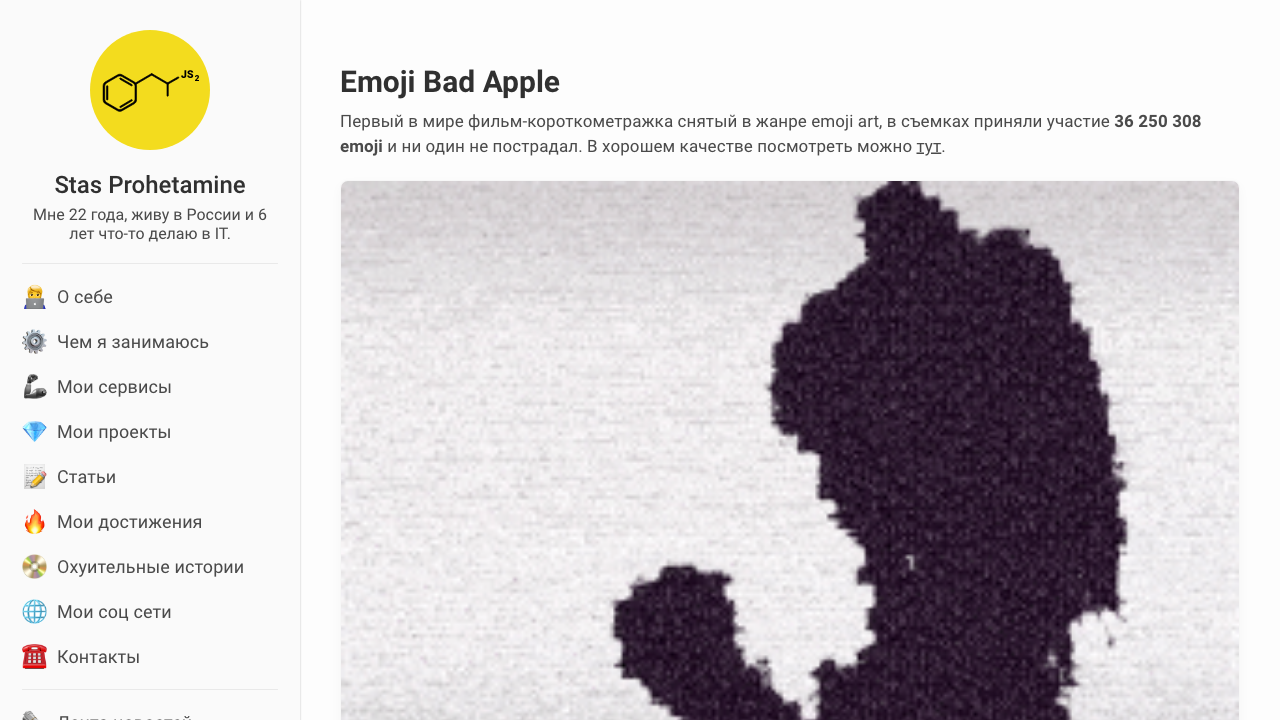 JS2
Stas Prohetamine
Мне 22 года, живу в России и 6
лет что-то делаю в IT.
О себе
Чем я занимаюсь
Мои сервисы
Мои проекты
Статьи
Мои достижения
Охуительные истории
Мои соц сети
Контакты
Emoji Bad Apple
Первый в мире фильм-короткометражка снятый в жанре emoji art, в съемках приняли участие 36 250 308
emoji и ни один не пострадал. В хорошем качестве посмотреть можно тут.